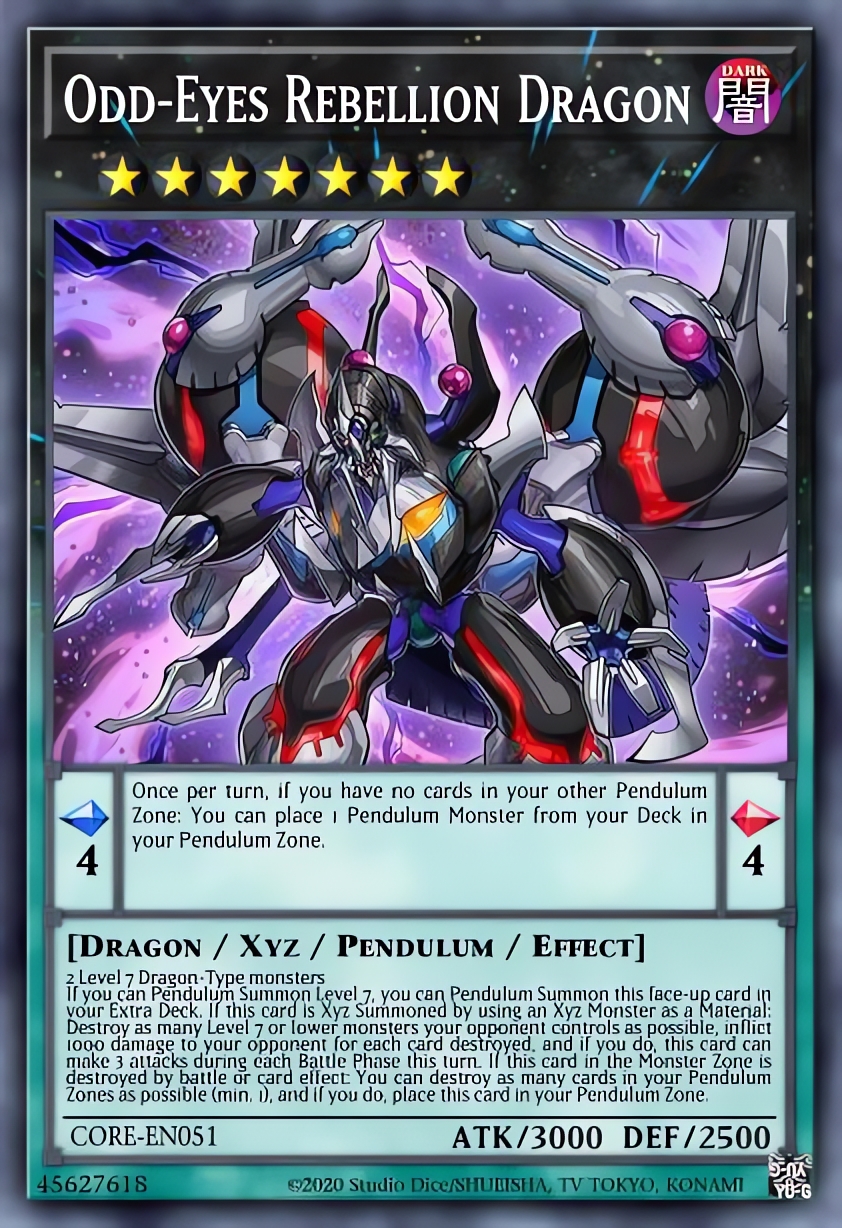 Odd-Eyes Rebellion Dragon
DARK
闇
Once per turn, if you have no cards in your other Pendulum
Zone: You can place 1 Pendulum Monster from your Deck in
your Pendulum Zone.
4
4
[Dragon / Xyz / Pendulum / Effect]
2 Level 7 Dragon-Type monsters
If you can Pendulum Summon Level 7, you can Pendulum Summon this face-up card in
your Extra Deck. If this card is Xyz Summoned by using an Xyz Monster as a Material:
Destroy as many Level 7 or lower monsters your opponent controls as possible, inflict
1000 damage to your opponent for each card destroyed, and if you do, this card can
make 3 attacks during each Battle Phase this turn. If this card in the Monster Zone is
destroyed by battle or card effect: You can destroy as many cards in your Pendulum
Zones as possible (min. 1), and if you do, place this card in your Pendulum Zone.
CORE-EN051
ATK/3000 DEF/2500
45627618
©2020 Studio Dice/SHUEISHA, TV TOKYO, KONAMI